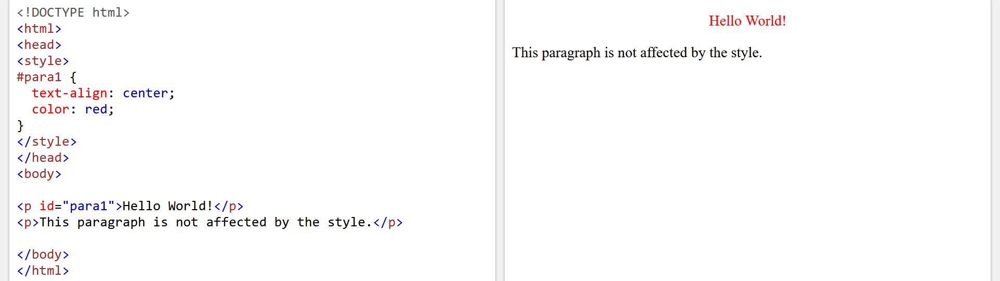 <!DOCTYPE html>
<html>
<head>
<style>
#para1 {
  text-align: center;
  color: red;
}
</style>
</head>
<body>

<p id="para1">Hello World!</p>
<p>This paragraph is not affected by the style.</p>

</body>
</html>
Hello World!
This paragraph is not affected by the style.